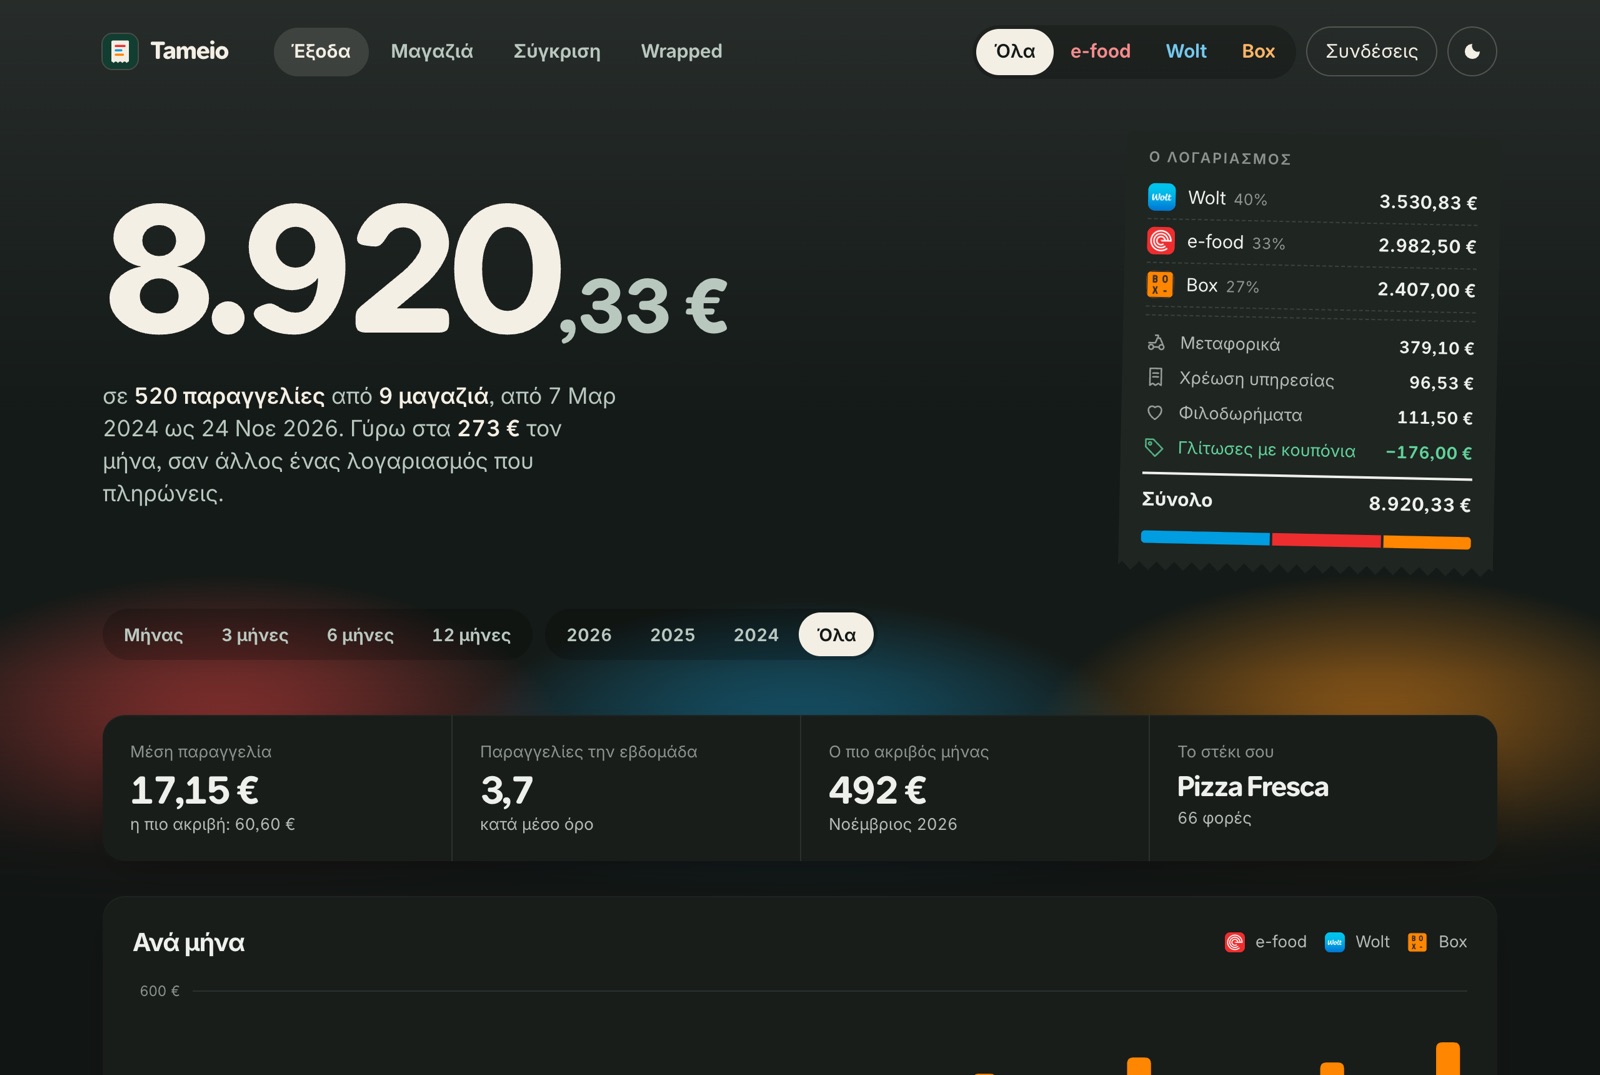 Tameio
Έξοδα Μαγαζιά Σύγκριση Wrapped
Όλα e-food Wolt Box
Συνδέσεις
8.920,33 €
σε 520 παραγγελίες από 9 μαγαζιά, από 7 Μαρ
2024 ως 24 Νοε 2026. Γύρω στα 273 € τον
μήνα, σαν άλλος ένας λογαριασμός που
πληρώνεις.
Ο ΛΟΓΑΡΙΑΣΜΟΣ
Wolt Wolt 40% 3.530,83 €
e-food 33% 2.982,50 €
BOX- Box 27% 2.407,00 €
Μεταφορικά 379,10 €
Χρέωση υπηρεσίας 96,53 €
Φιλοδωρήματα 111,50 €
Γλίτωσες με κουπόνια −176,00 €
Σύνολο 8.920,33 €
Μήνας 3 μήνες 6 μήνες 12 μήνες
2026 2025 2024 Όλα
Μέση παραγγελία
17,15 €
η πιο ακριβή: 60,60 €
Παραγγελίες την εβδομάδα
3,7
κατά μέσο όρο
Ο πιο ακριβός μήνας
492 €
Νοέμβριος 2026
Το στέκι σου
Pizza Fresca
66 φορές
Ανά μήνα
e-food Wolt Wolt BOX- Box
600 €